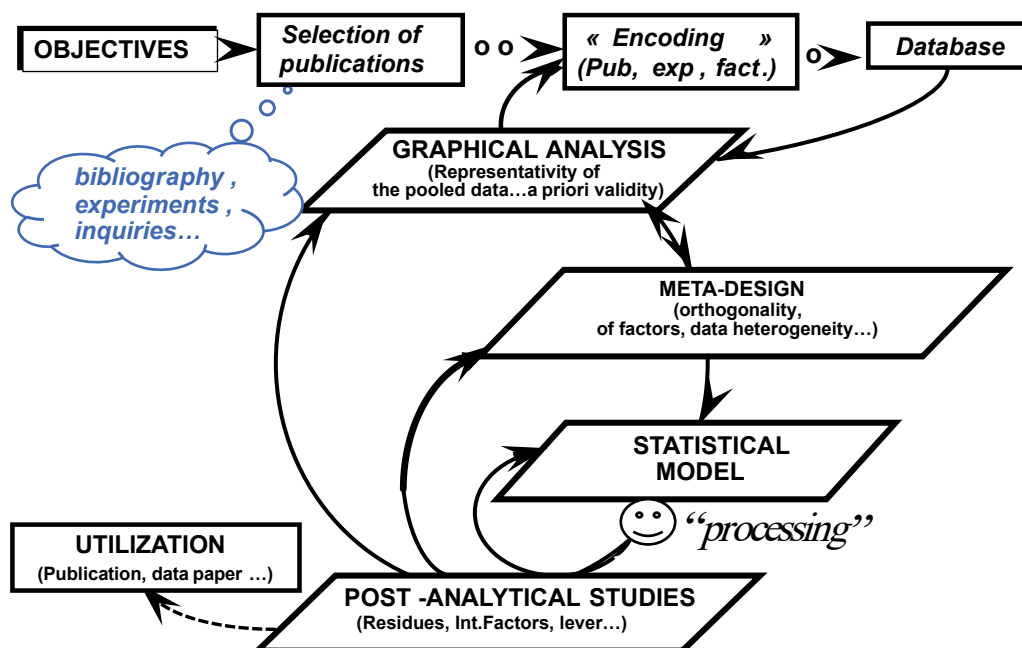 OBJECTIVES
Selection of
publications
o o
« Encoding »
(Pub, exp , fact.)
o
Database
bibliography ,
experiments ,
inquiries…
GRAPHICAL ANALYSIS
(Representativity of
the pooled data…a priori validity)
META-DESIGN
(orthogonality,
of factors, data heterogeneity…)
STATISTICAL
MODEL
“processing”
UTILIZATION
(Publication, data paper …)
POST -ANALYTICAL STUDIES
(Residues, Int.Factors, lever…)